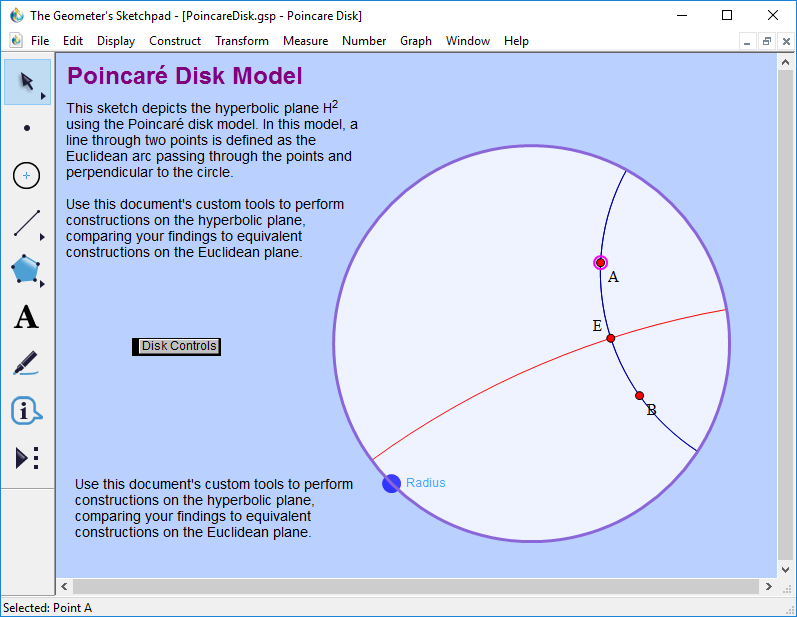 The Geometer's Sketchpad - [PoincareDisk.gsp - Poincare Disk]
File Edit Display Construct Transform Measure Number Graph Window Help
Poincaré Disk Model
This sketch depicts the hyperbolic plane H²
using the Poincaré disk model. In this model, a
line through two points is defined as the
Euclidean arc passing through the points and
perpendicular to the circle.
Use this document's custom tools to perform
constructions on the hyperbolic plane,
comparing your findings to equivalent
constructions on the Euclidean plane.
A
A
E
Disk Controls
B
Radius
Use this document's custom tools to perform
constructions on the hyperbolic plane,
comparing your findings to equivalent
constructions on the Euclidean plane.
Selected: Point A